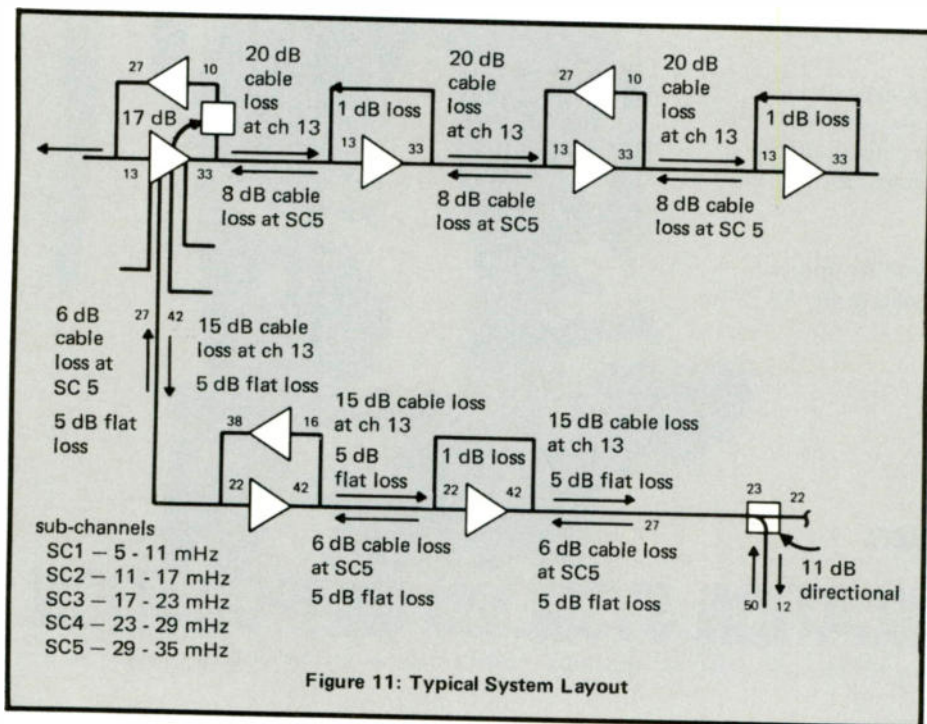 20 dB
cable
loss
at ch 13
20 dB
cable
loss
at ch 13
20 dB
cable
loss
at ch 13
27
10
17 dB
13
33
1 dB loss
13
33
27
10
13
33
1 dB loss
13
33
8 dB cable
loss at SC5
8 dB cable
loss at SC5
8 dB cable
loss at SC 5
6 dB
cable
loss at
SC 5
5 dB flat
loss
27
42
15 dB cable
loss at ch 13
5 dB flat loss
38
16
22
42
15 dB cable loss
at ch 13
5 dB
flat loss
1 dB loss
22
42
15 dB cable loss
at ch 13
5 dB flat loss
27
6 dB cable loss
at SC5
5 dB flat loss
6 dB cable loss
at SC5
5 dB flat loss
23
22
50
12
11 dB
directional
sub-channels
SC1 – 5 - 11 mHz
SC2 – 11 - 17 mHz
SC3 – 17 - 23 mHz
SC4 – 23 - 29 mHz
SC5 – 29 - 35 mHz
Figure 11: Typical System Layout